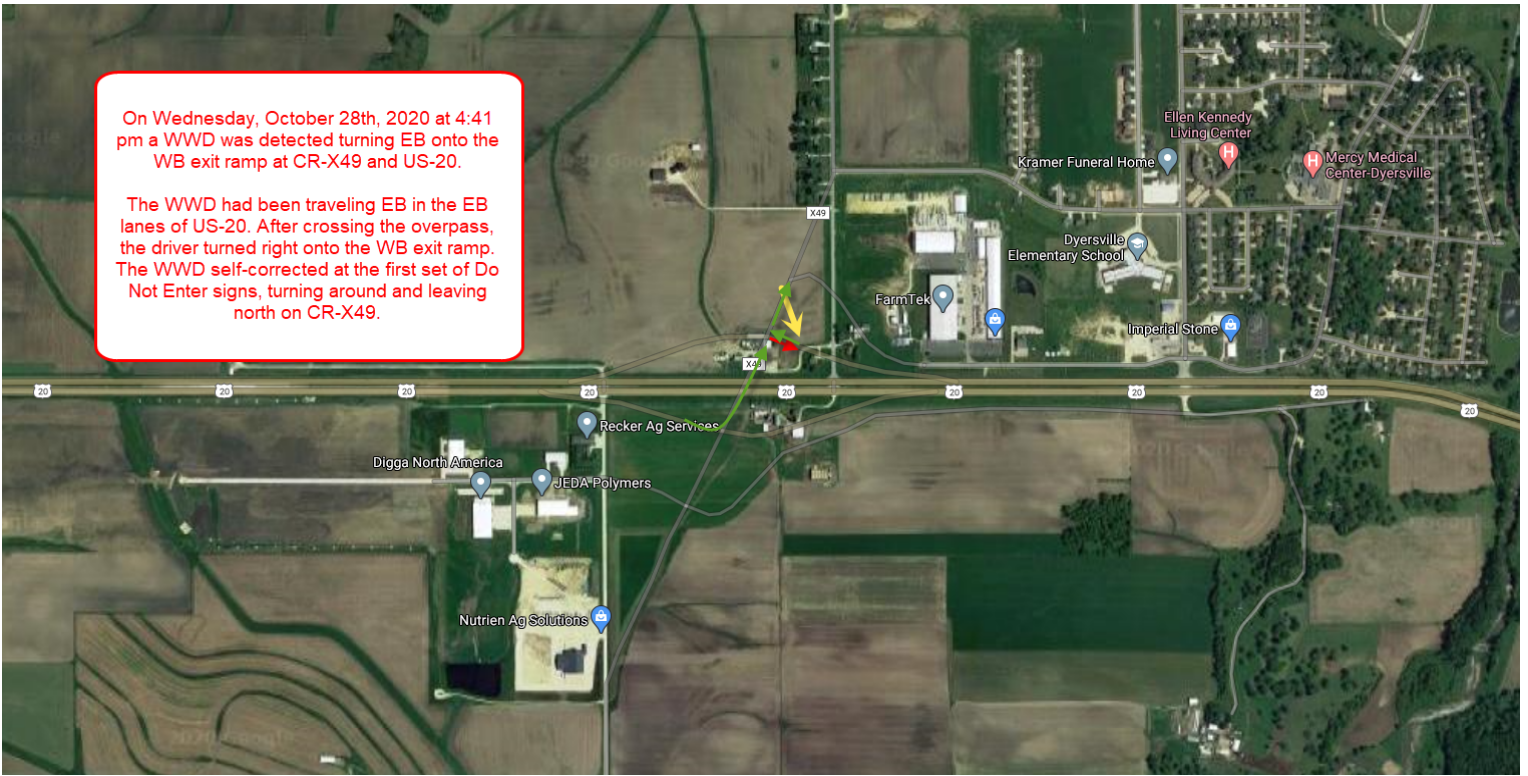 On Wednesday, October 28th, 2020 at 4:41
pm a WWD was detected turning EB onto the
WB exit ramp at CR-X49 and US-20.
The WWD had been traveling EB in the EB
lanes of US-20. After crossing the overpass,
the driver turned right onto the WB exit ramp.
The WWD self-corrected at the first set of Do
Not Enter signs, turning around and leaving
north on CR-X49.
Ellen Kennedy
Living Center
Kramer Funeral Home
Mercy Medical
Center-Dyersville
X49
Dyersville
Elementary School
FarmTek
Imperial Stone
X49
20
20
20
20
20
20
20
20
20
Recker Ag Services
Digga North America
JEDA Polymers
Nutrien Ag Solutions